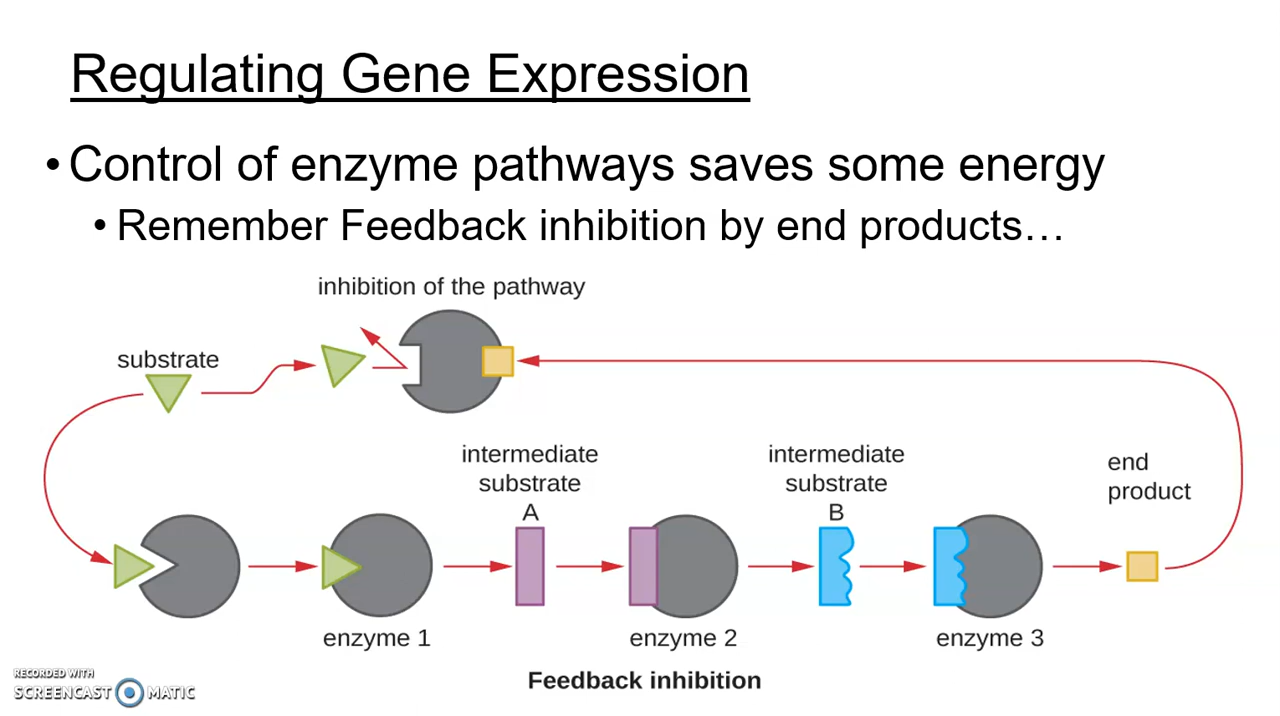 Regulating Gene Expression
• Control of enzyme pathways saves some energy
• Remember Feedback inhibition by end products…
inhibition of the pathway
substrate
intermediate
substrate
A
intermediate
substrate
B
end
product
enzyme 1
enzyme 2
enzyme 3
Feedback inhibition
RECORDED WITH
SCREENCAST MATIC